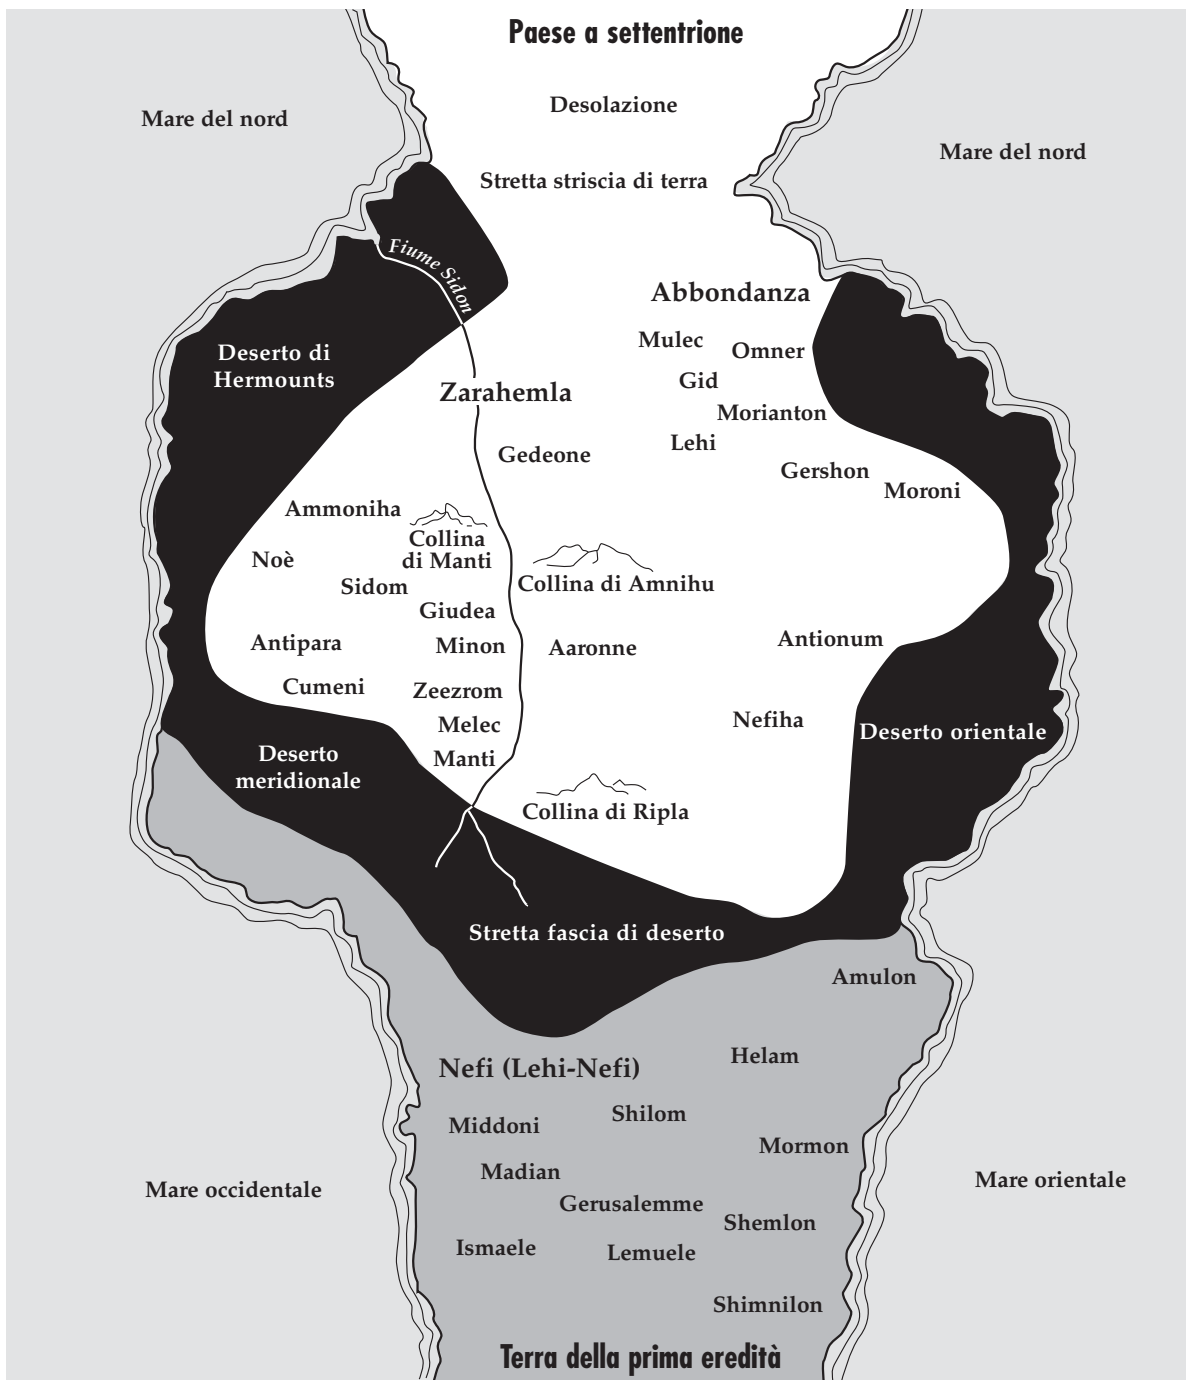 Paese a settentrione
Desolazione
Mare del nord
Mare del nord
Stretta striscia di terra
Fiume Sidon
Abbondanza
Mulec
Omner
Deserto di
Hermounts
Gid
Zarahemla
Morianton
Lehi
Gedeone
Gershon
Moroni
Ammoniha
Collina
di Manti
Noè
Sidom
Collina di Amnihu
Giudea
Antipara
Minon
Aaronne
Antionum
Cumeni
Zeezrom
Melec
Nefiha
Deserto orientale
Deserto
meridionale
Manti
Collina di Ripla
Stretta fascia di deserto
Amulon
Nefi (Lehi-Nefi)
Helam
Middoni
Shilom
Mormon
Madian
Mare occidentale
Mare orientale
Gerusalemme
Shemlon
Ismaele
Lemuele
Shimnilon
Terra della prima eredità